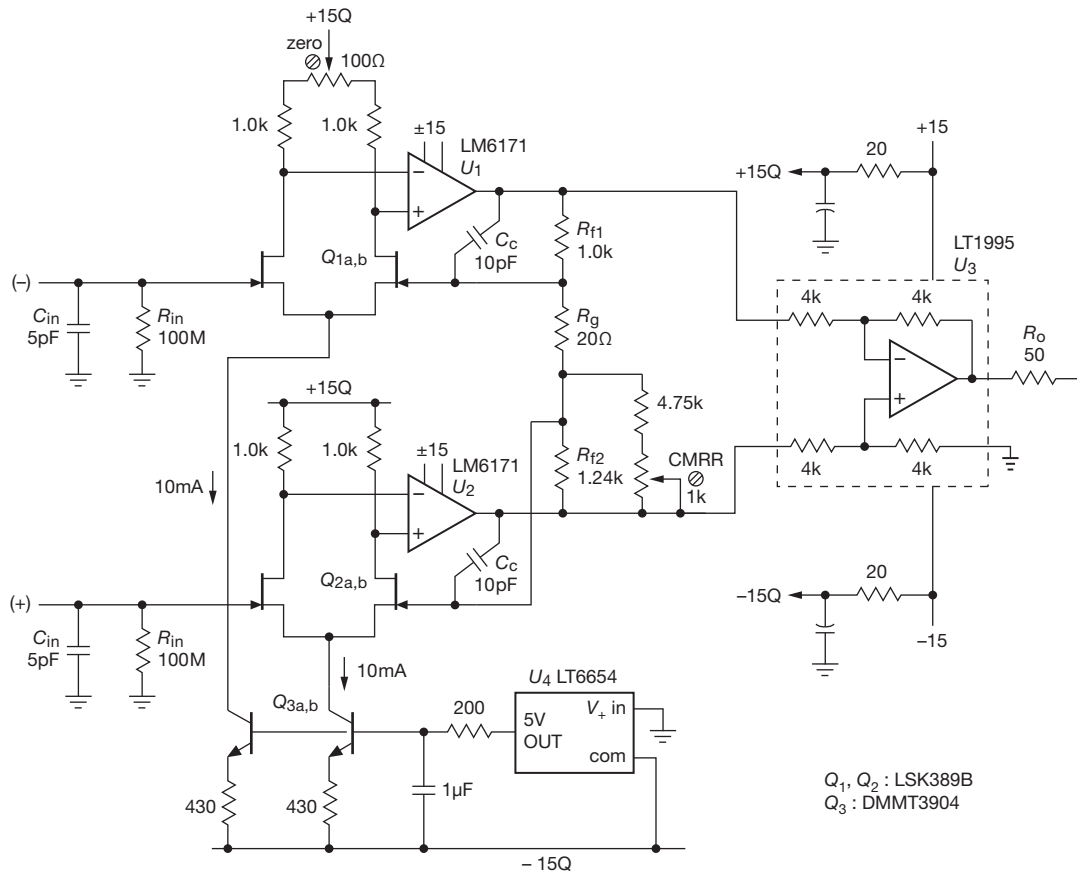 +15Q
zero
100Ω
1.0k
1.0k
±15
LM6171
U1
Q1a,b
Cc
10pF
Rf1
1.0k
(–)
Cin
5pF
Rin
100M
Rg
20Ω
+15Q
1.0k
1.0k
±15
LM6171
U2
10mA
4.75k
Rf2
1.24k
CMRR
1k
Q2a,b
Cc
10pF
(+)
Cin
5pF
Rin
100M
10mA
Q3a,b
430
430
200
1µF
U4 LT6654
5V
OUT
V+ in
com
– 15Q
+15
20
+15Q
LT1995
U3
4k
4k
–
+
4k
4k
Ro
50
20
–15Q
–15
Q1, Q2 : LSK389B
Q3 : DMMT3904